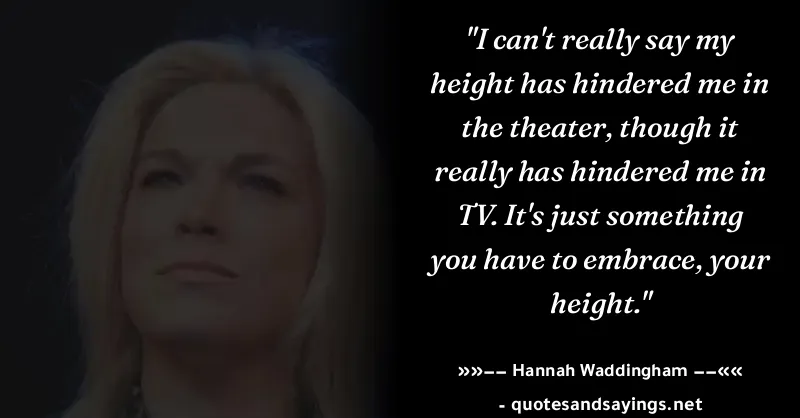 "I can't really say my
height has hindered me in
the theater, though it
really has hindered me in
TV. It's just something
you have to embrace, your
height."
»»−− Hannah Waddingham −−««
- quotesandsayings.net